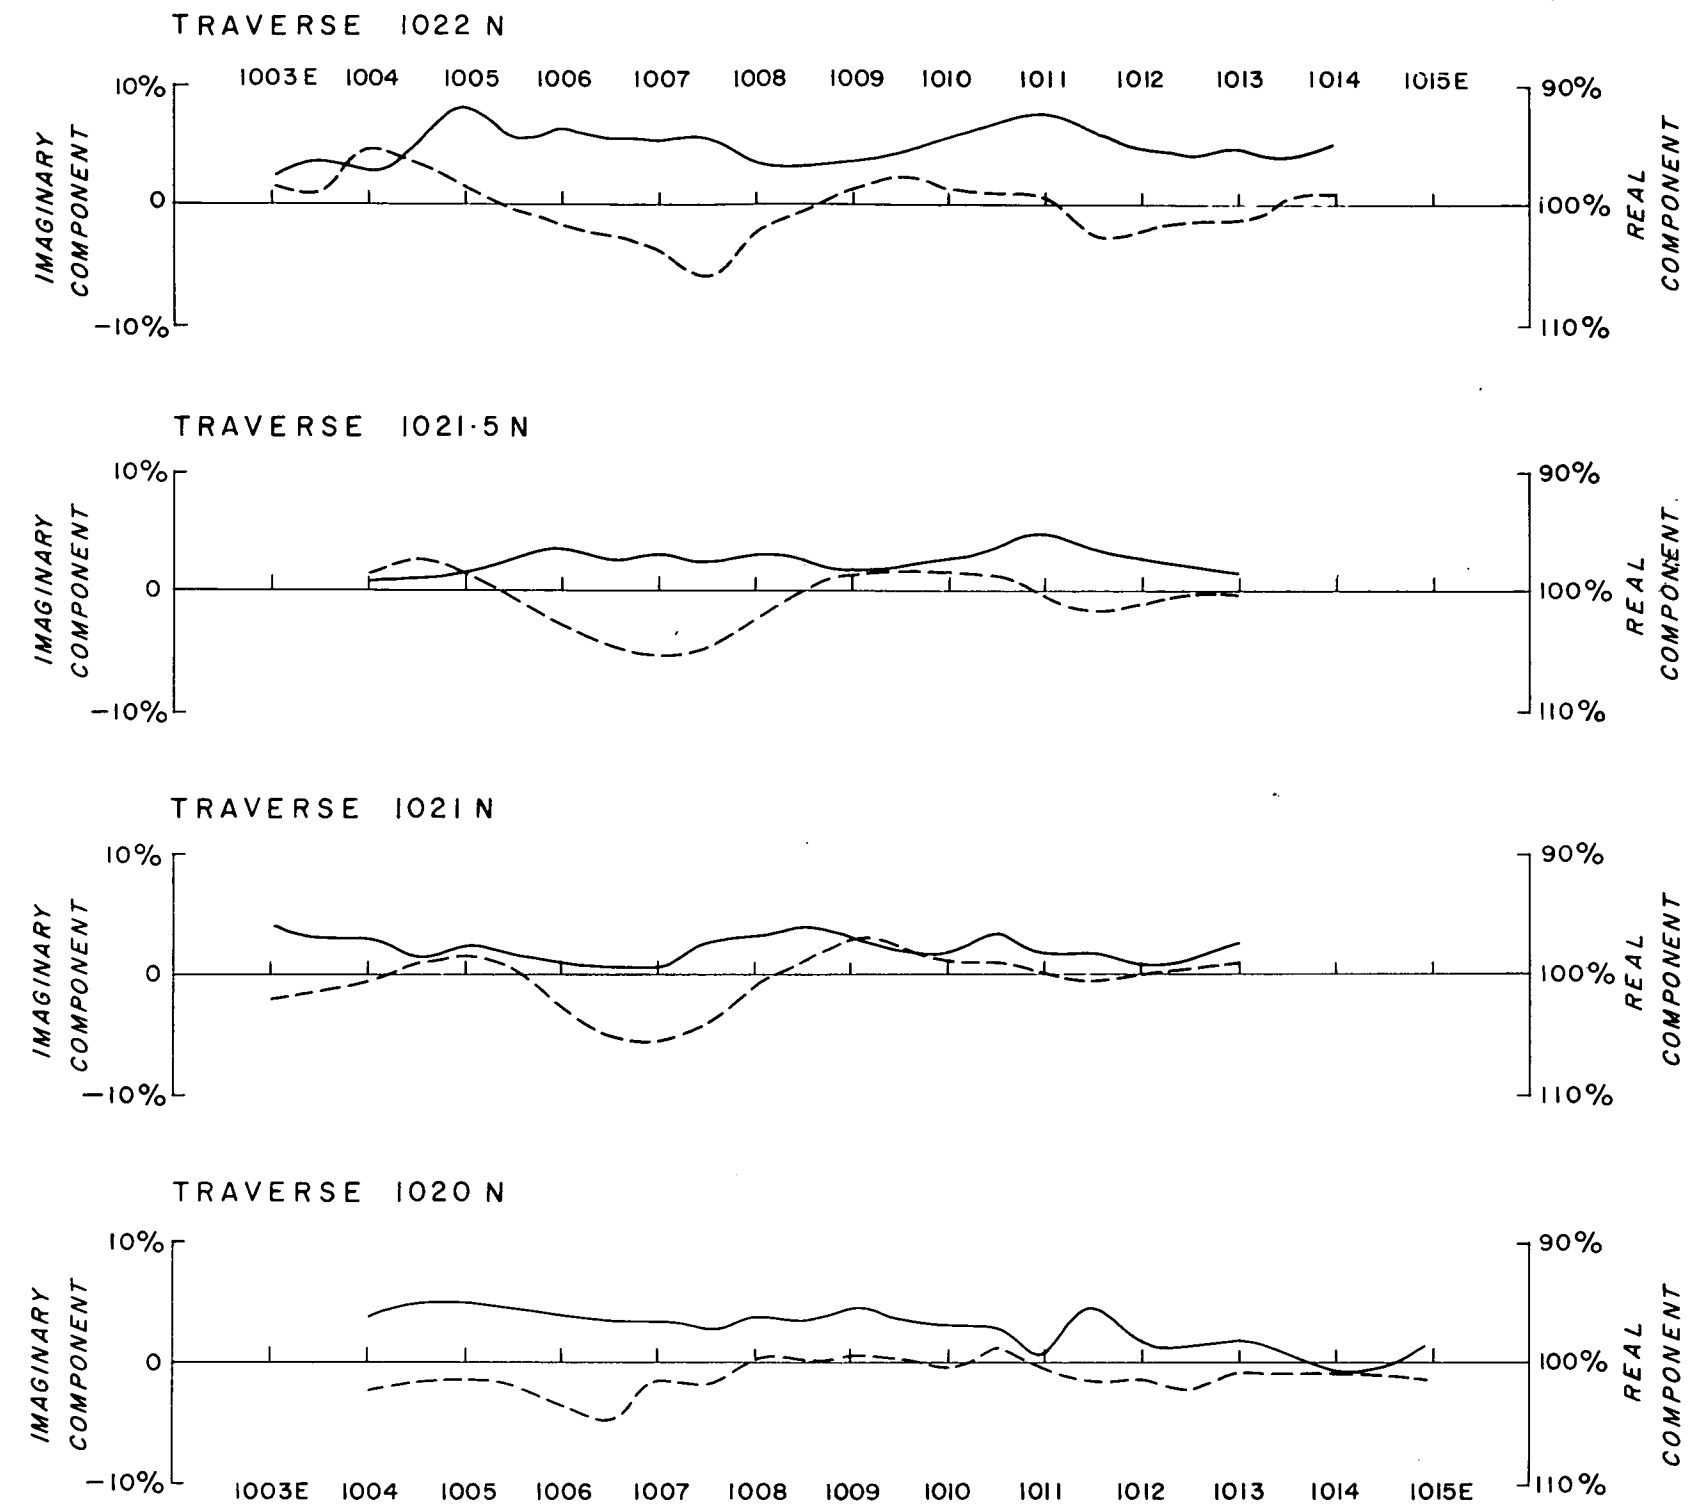 TRAVERSE 1022 N
1003E 1004 1005 1006 1007 1008 1009 1010 1011 1012 1013 1014 1015E
10% 90%
IMAGINARY COMPONENT
0 100%
REAL COMPONENT
-10% 110%
TRAVERSE 1021·5 N
10% 90%
IMAGINARY COMPONENT
0 100%
REAL COMPONENT
-10% 110%
TRAVERSE 1021 N
10% 90%
IMAGINARY COMPONENT
0 100%
REAL COMPONENT
-10% 110%
TRAVERSE 1020 N
10% 90%
IMAGINARY COMPONENT
0 100%
REAL COMPONENT
-10% 110%
1003E 1004 1005 1006 1007 1008 1009 1010 1011 1012 1013 1014 1015E